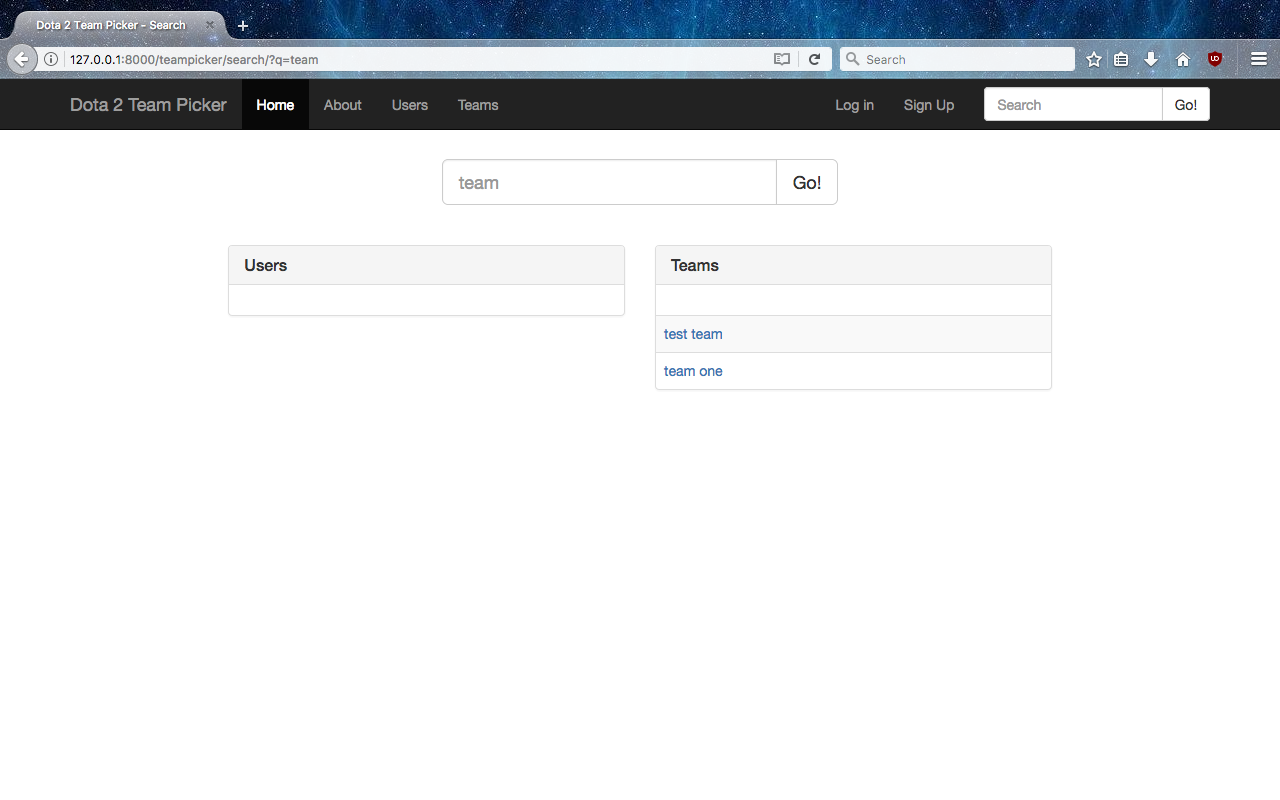 Dota 2 Team Picker - Search
127.0.0.1:8000/teampicker/search/?q=team
Search
Dota 2 Team Picker Home About Users Teams Log in Sign Up Search Go!
team Go!
Users
Teams
test team
team one